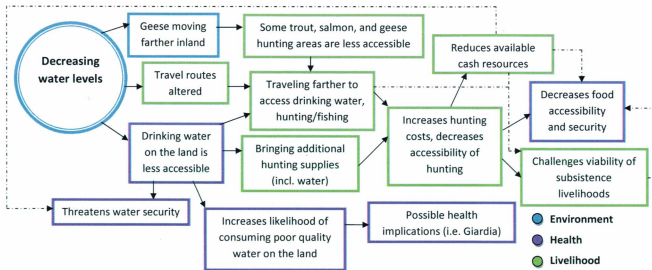 Decreasing
water levels
Geese moving
farther inland
Some trout, salmon, and geese
hunting areas are less accessible
Reduces available
cash resources
Travel routes
altered
Traveling farther to
access drinking water,
hunting/fishing
Increases hunting
costs, decreases
accessibility of
hunting
Decreases food
accessibility
and security
Drinking water
on the land is
less accessible
Bringing additional
hunting supplies
(incl. water)
Challenges viability of
subsistence
livelihoods
Threatens water security
Increases likelihood of
consuming poor quality
water on the land
Possible health
implications (i.e. Giardia)
Environment
Health
Livelihood